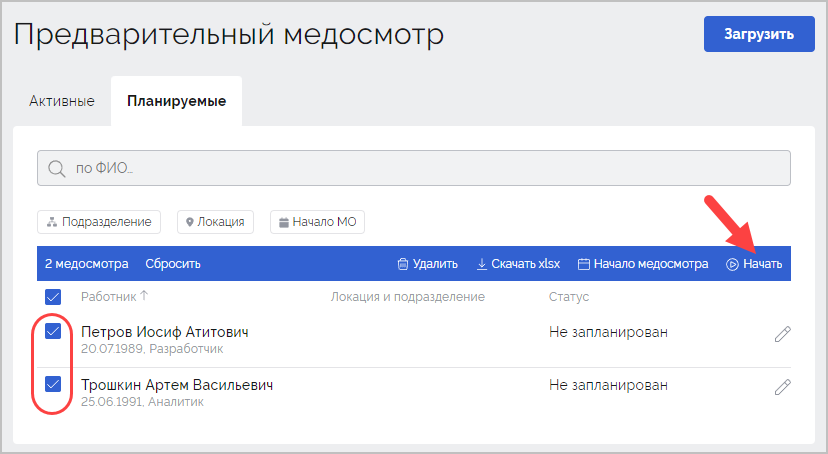 Предварительный медосмотр
Загрузить
Активные Планируемые
по ФИО...
Подразделение Локация Начало МО
2 медосмотра Сбросить Удалить Скачать xlsx Начало медосмотра Начать
Работник ↑ Локация и подразделение Статус
Петров Иосиф Атитович Не запланирован
20.07.1989, Разработчик
Трошкин Артем Васильевич Не запланирован
25.06.1991, Аналитик